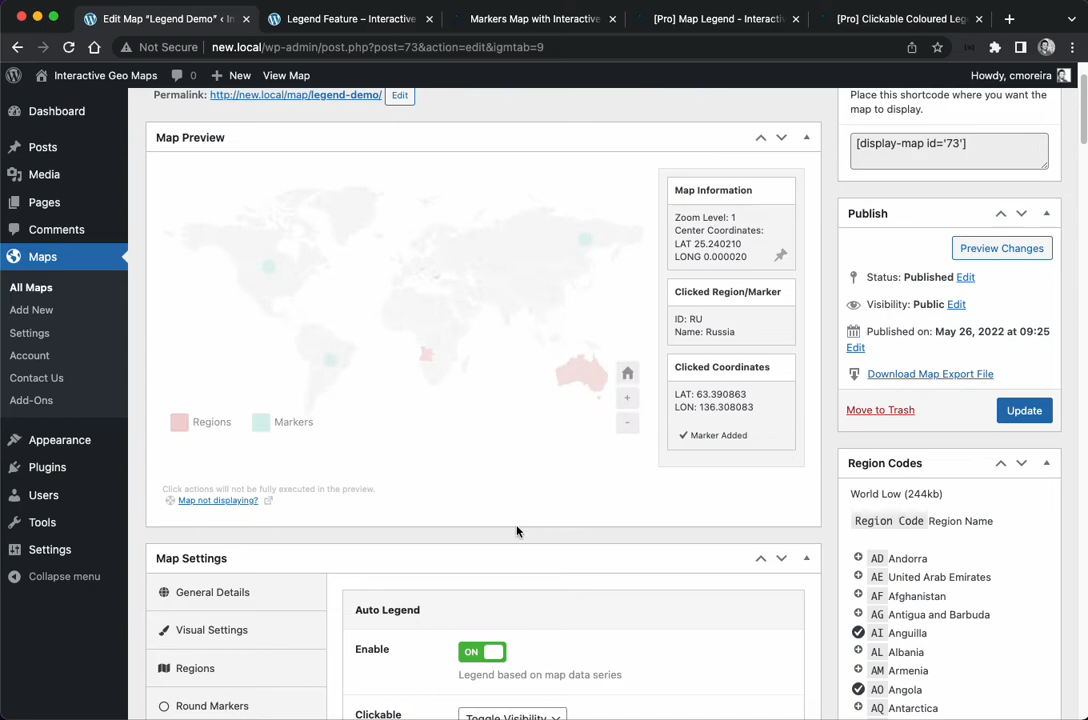 Edit Map "Legend Demo" ‹ In
Legend Feature – Interactive
Markers Map with Interactive
[Pro] Map Legend - Interactiv
[Pro] Clickable Coloured Leg
Not Secure
new.local/wp-admin/post.php?post=73&action=edit&igmtab=9
Interactive Geo Maps
0
New
View Map
Howdy, cmoreira
Dashboard
Posts
Media
Pages
Comments
Maps
All Maps
Add New
Settings
Account
Contact Us
Add-Ons
Appearance
Plugins
Users
Tools
Settings
Collapse menu
Permalink: http://new.local/map/legend-demo/ Edit
Map Preview
Map Information
Zoom Level: 1
Center Coordinates:
LAT 25.240210
LONG 0.000020
Clicked Region/Marker
ID: RU
Name: Russia
Clicked Coordinates
LAT: 63.390863
LON: 136.308083
Marker Added
+
-
Regions
Markers
Click actions will not be fully executed in the preview.
Map not displaying?
Map Settings
General Details
Visual Settings
Regions
Round Markers
Auto Legend
Enable
ON
Legend based on map data series
Clickable
Toggle Visibility
Place this shortcode where you want the
map to display.
[display-map id='73']
Publish
Preview Changes
Status: Published Edit
Visibility: Public Edit
Published on: May 26, 2022 at 09:25
Edit
Download Map Export File
Move to Trash
Update
Region Codes
World Low (244kb)
Region Code Region Name
AD Andorra
AE United Arab Emirates
AF Afghanistan
AG Antigua and Barbuda
AI Anguilla
AL Albania
AM Armenia
AO Angola
AQ Antarctica